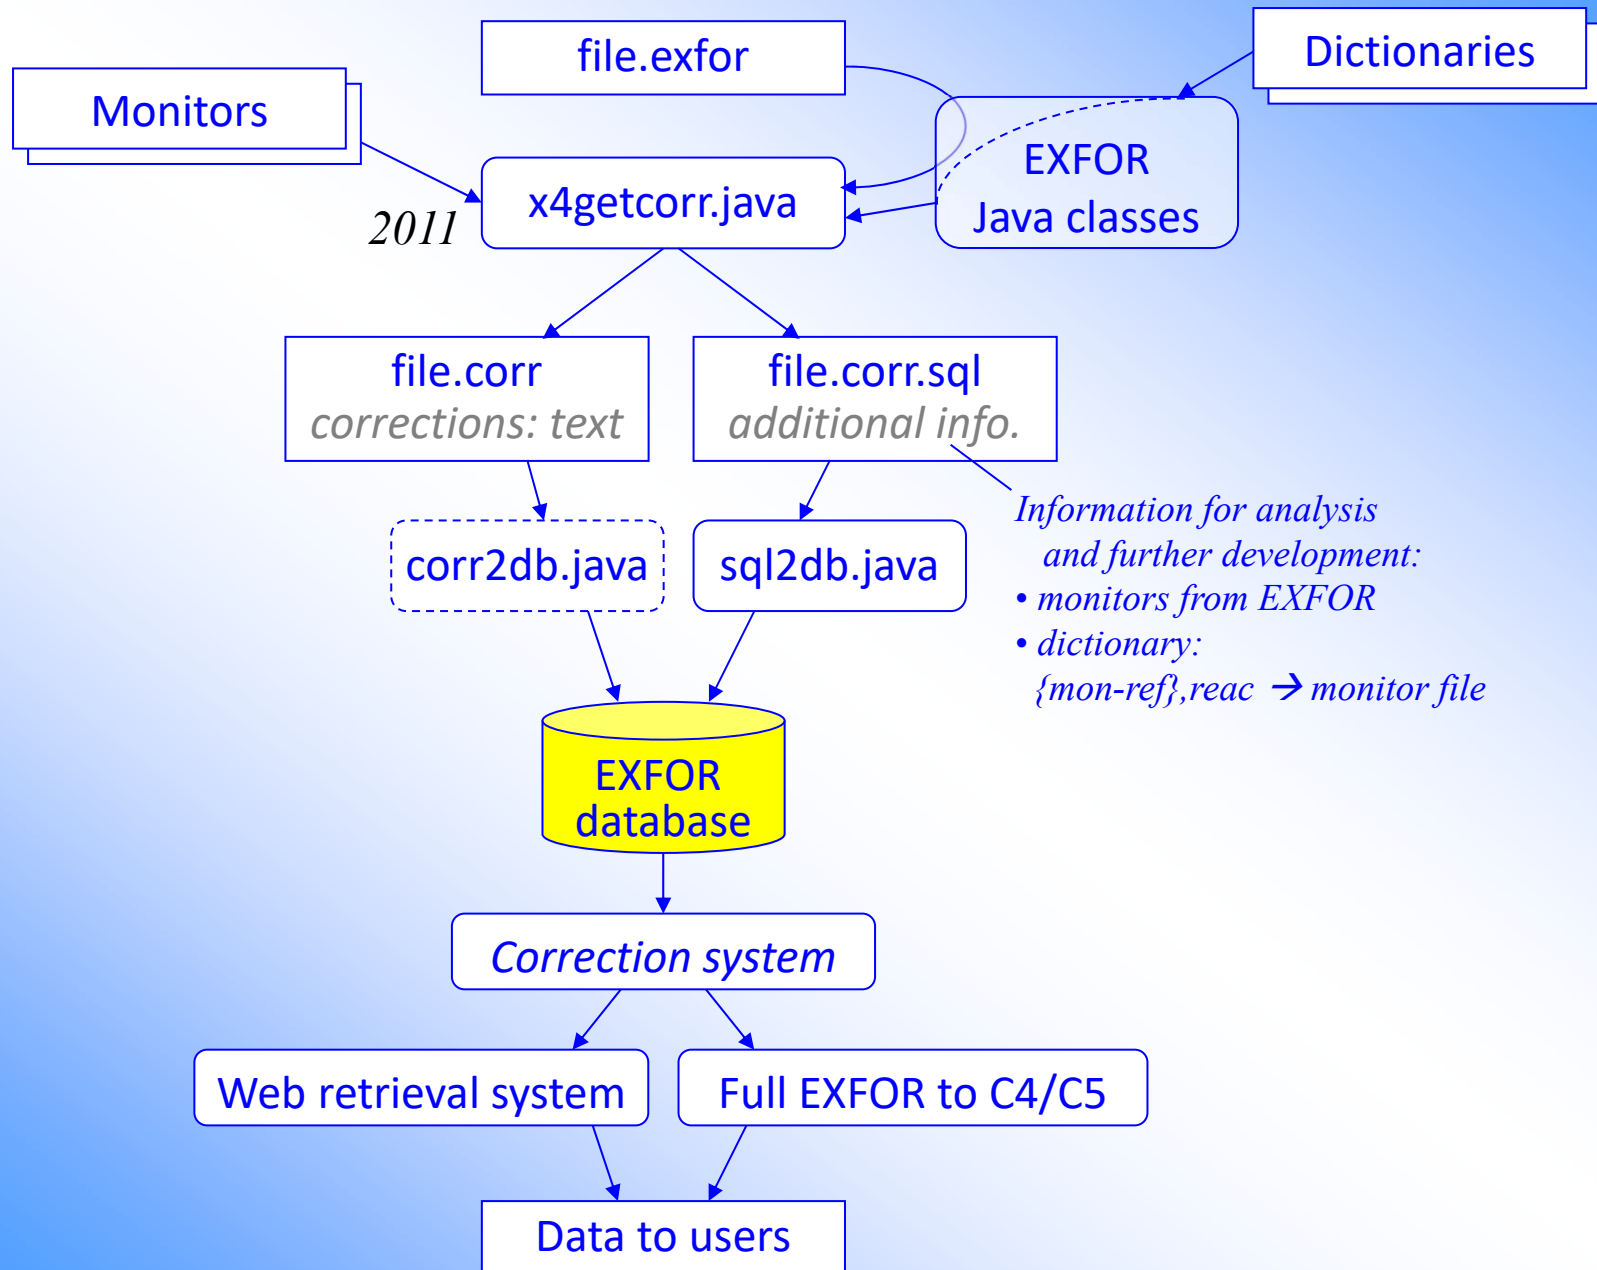 file.exfor
Dictionaries
Monitors
EXFOR
Java classes
x4getcorr.java
2011
file.corr
corrections: text
file.corr.sql
additional info.
Information for analysis
and further development:
• monitors from EXFOR
• dictionary:
{mon-ref},reac → monitor file
corr2db.java
sql2db.java
EXFOR
database
Correction system
Web retrieval system
Full EXFOR to C4/C5
Data to users